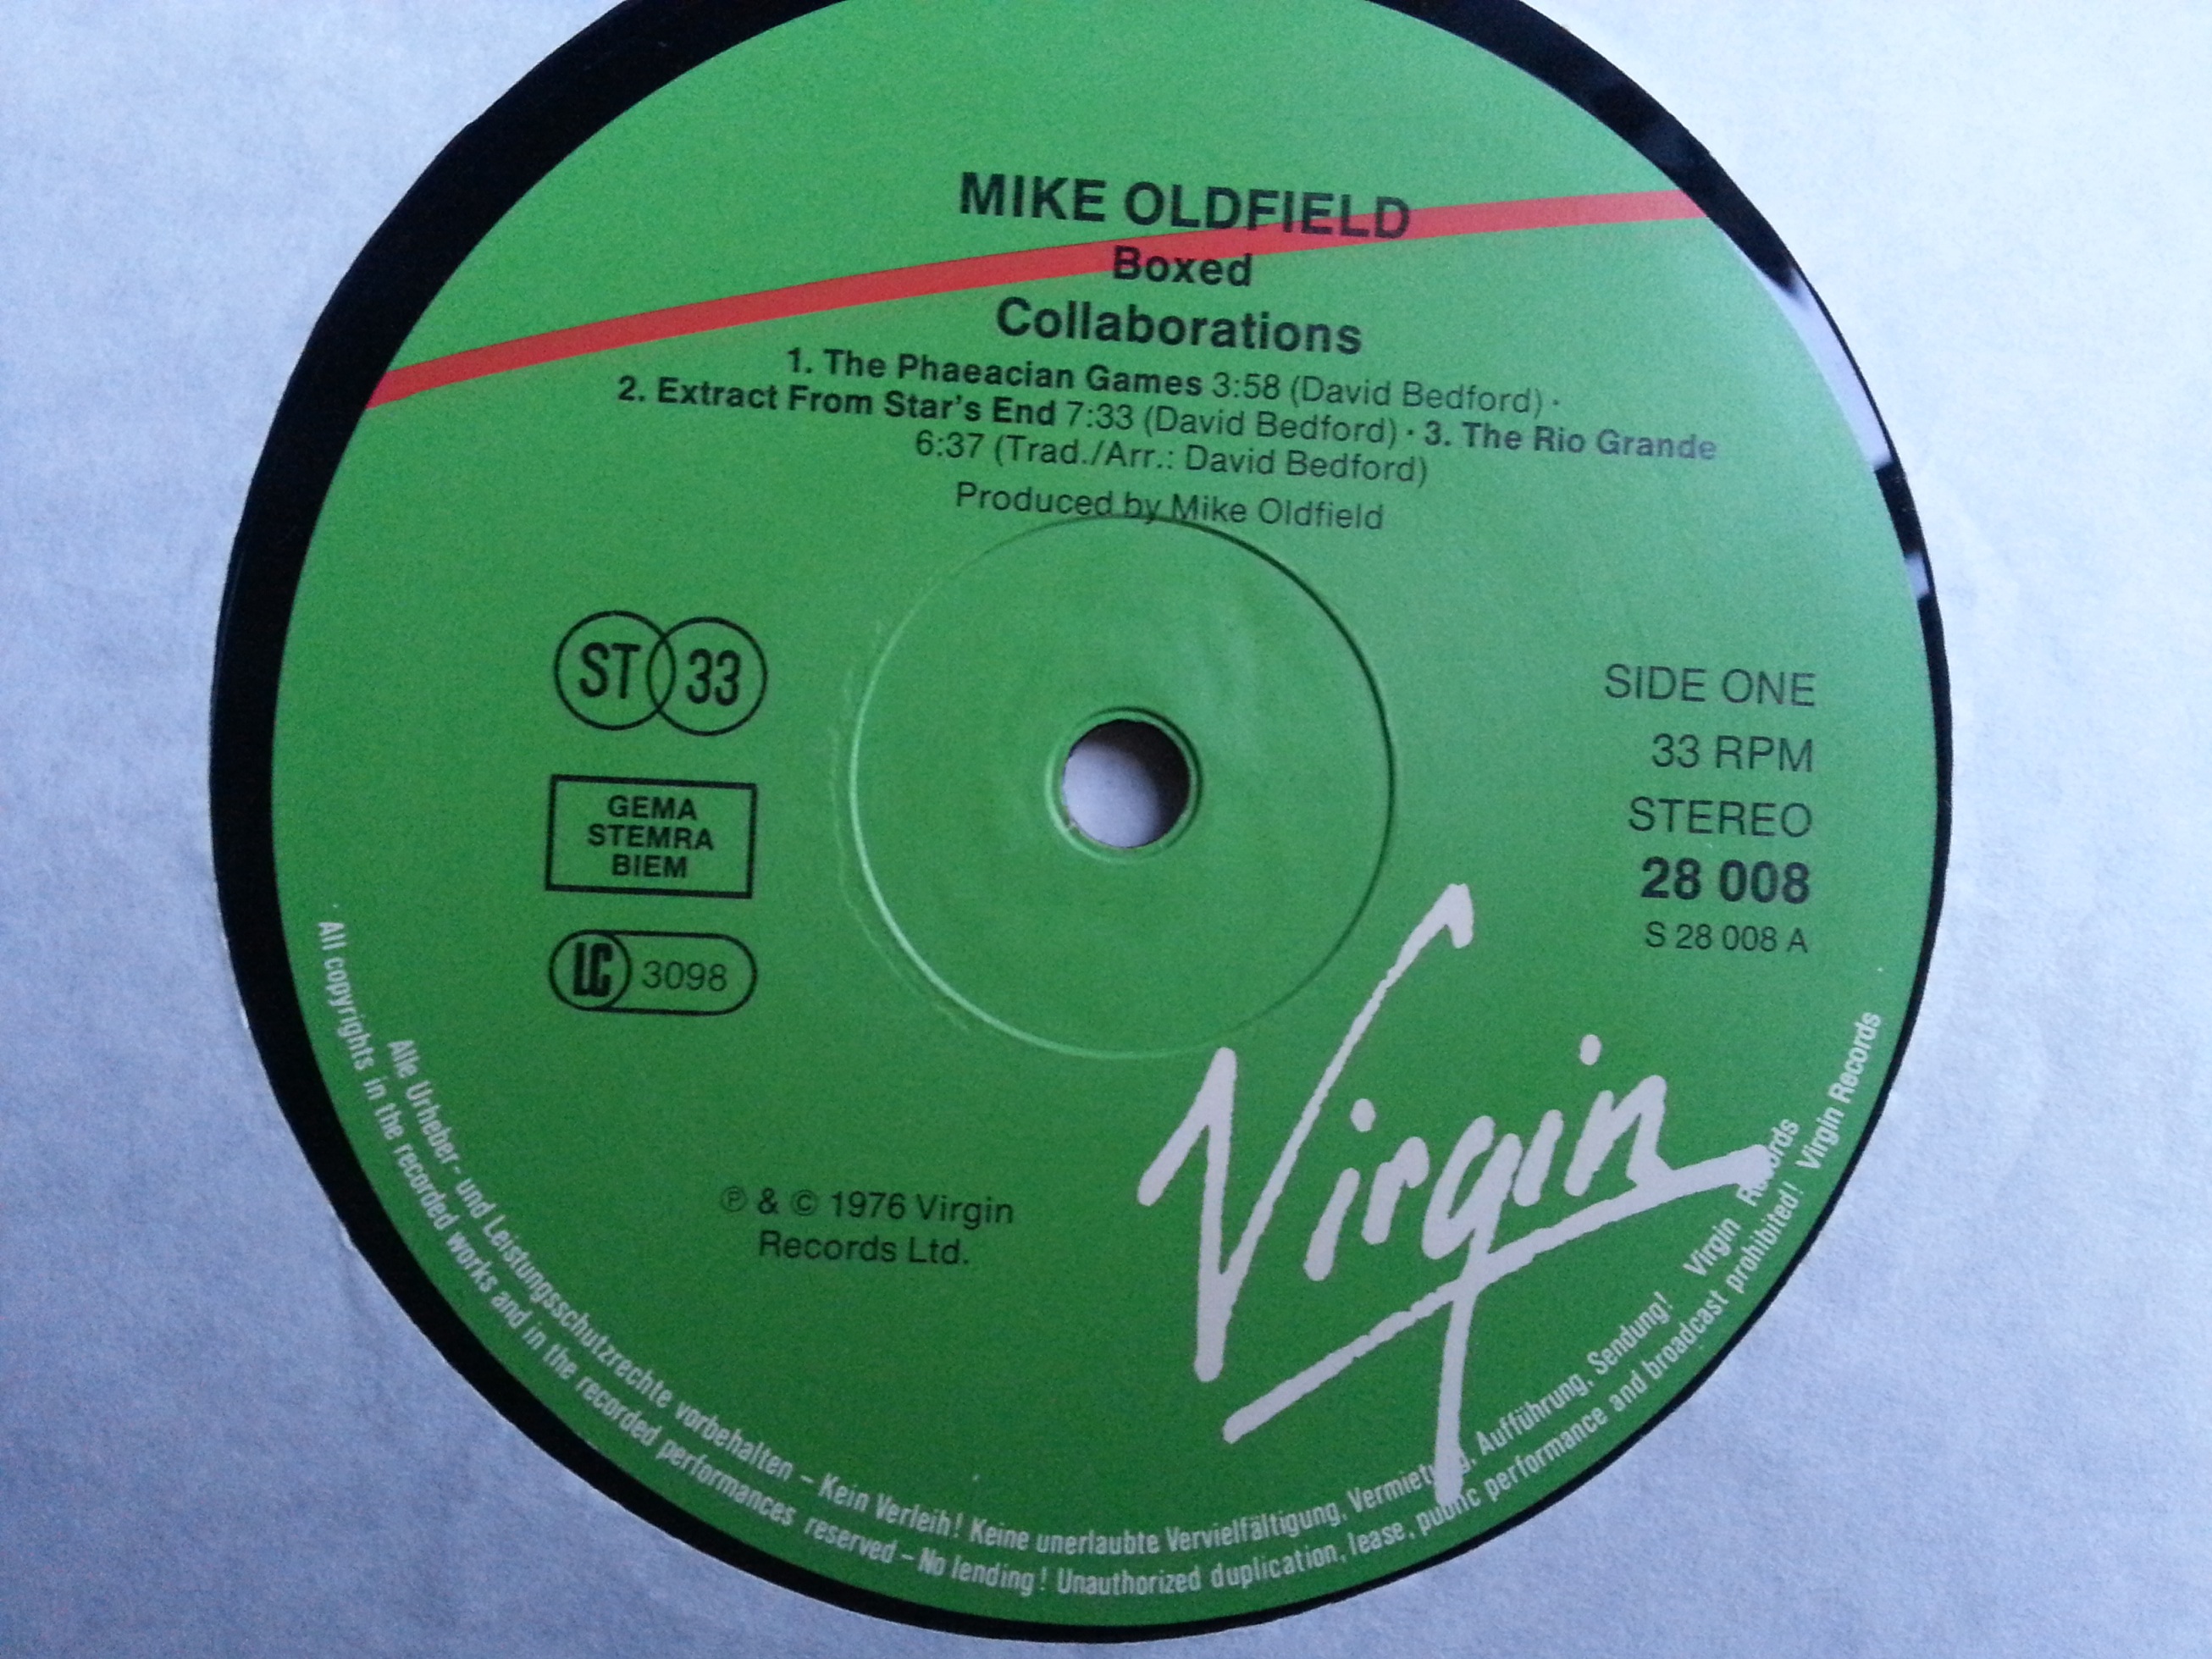 MIKE OLDFIELD
Boxed
Collaborations
1. The Phaeacian Games 3:58 (David Bedford) ·
2. Extract From Star's End 7:33 (David Bedford) · 3. The Rio Grande
6:37 (Trad./Arr.: David Bedford)
Produced by Mike Oldfield
ST 33
GEMA
STEMRA
BIEM
LC 3098
SIDE ONE
33 RPM
STEREO
28 008
S 28 008 A
℗ & © 1976 Virgin
Records Ltd.
Virgin
Alle Urheber- und Leistungsschutzrechte vorbehalten – Kein Verleih! Keine unerlaubte Vervielfältigung, Vermietung, Aufführung, Sendung! Virgin Records
All copyrights in the recorded works and in the recorded performances reserved – No lending! Unauthorized duplication, lease, public performance and broadcast prohibited! Virgin Records